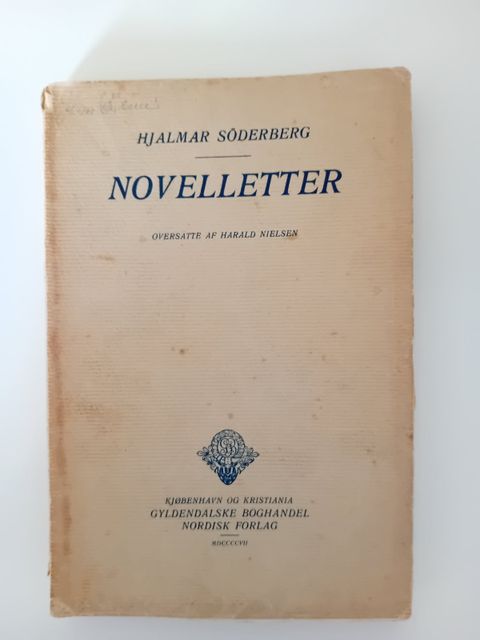 HJALMAR SÖDERBERG
NOVELLETTER
OVERSATTE AF HARALD NIELSEN
KJØBENHAVN OG KRISTIANIA
GYLDENDALSKE BOGHANDEL
NORDISK FORLAG
MDCCCCVII